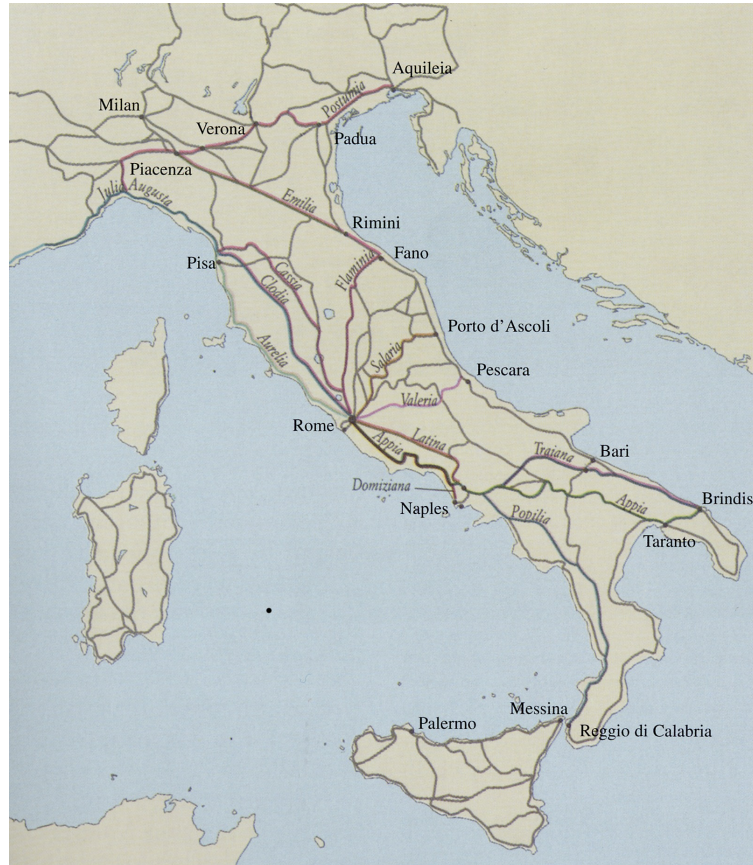 Aquileia
Postumia
Milan
Verona
Padua
Piacenza
Julia Augusta
Emilia
Rimini
Fano
Flaminia
Pisa
Cassia
Clodia
Aurelia
Porto d’Ascoli
Salaria
Pescara
Valeria
Rome
Latina
Appia
Bari
Traiana
Domiziana
Brindis
Appia
Naples
Popilia
Taranto
Messina
Palermo
Reggio di Calabria